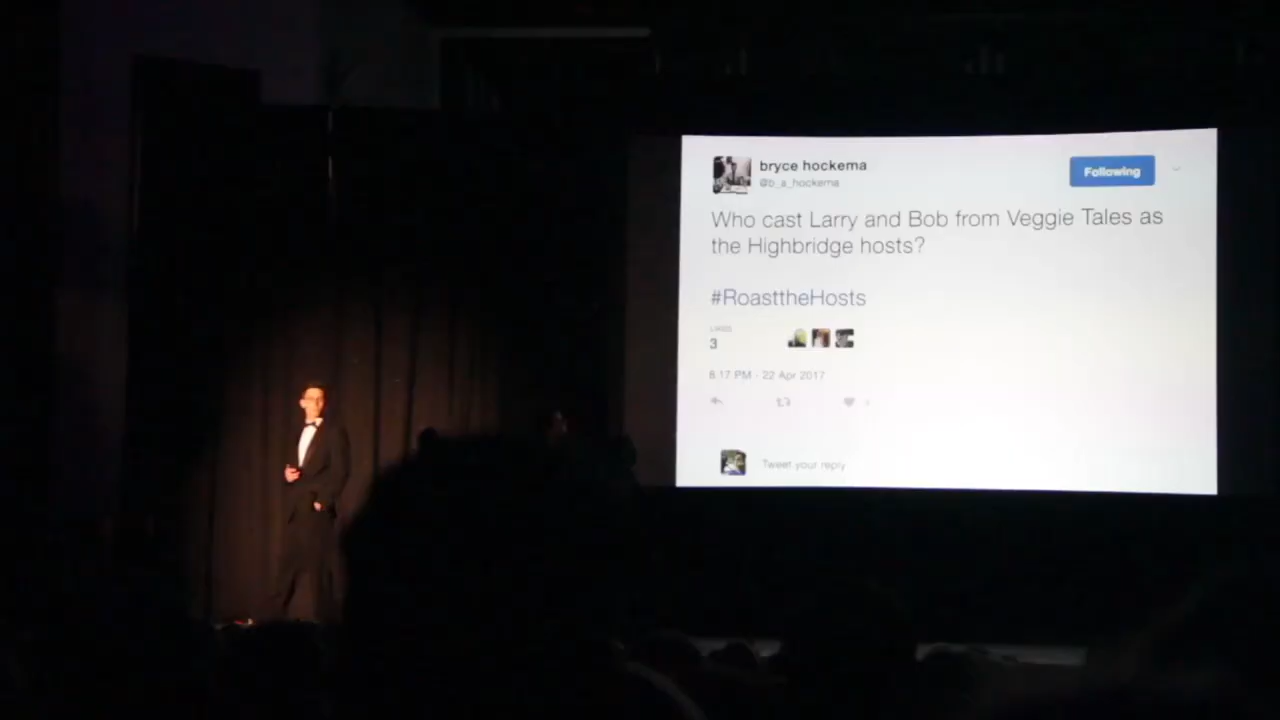 bryce hockema
@b_a_hockema
Following
Who cast Larry and Bob from Veggie Tales as
the Highbridge hosts?
#RoasttheHosts
LIKES
3
8:17 PM - 22 Apr 2017
Tweet your reply